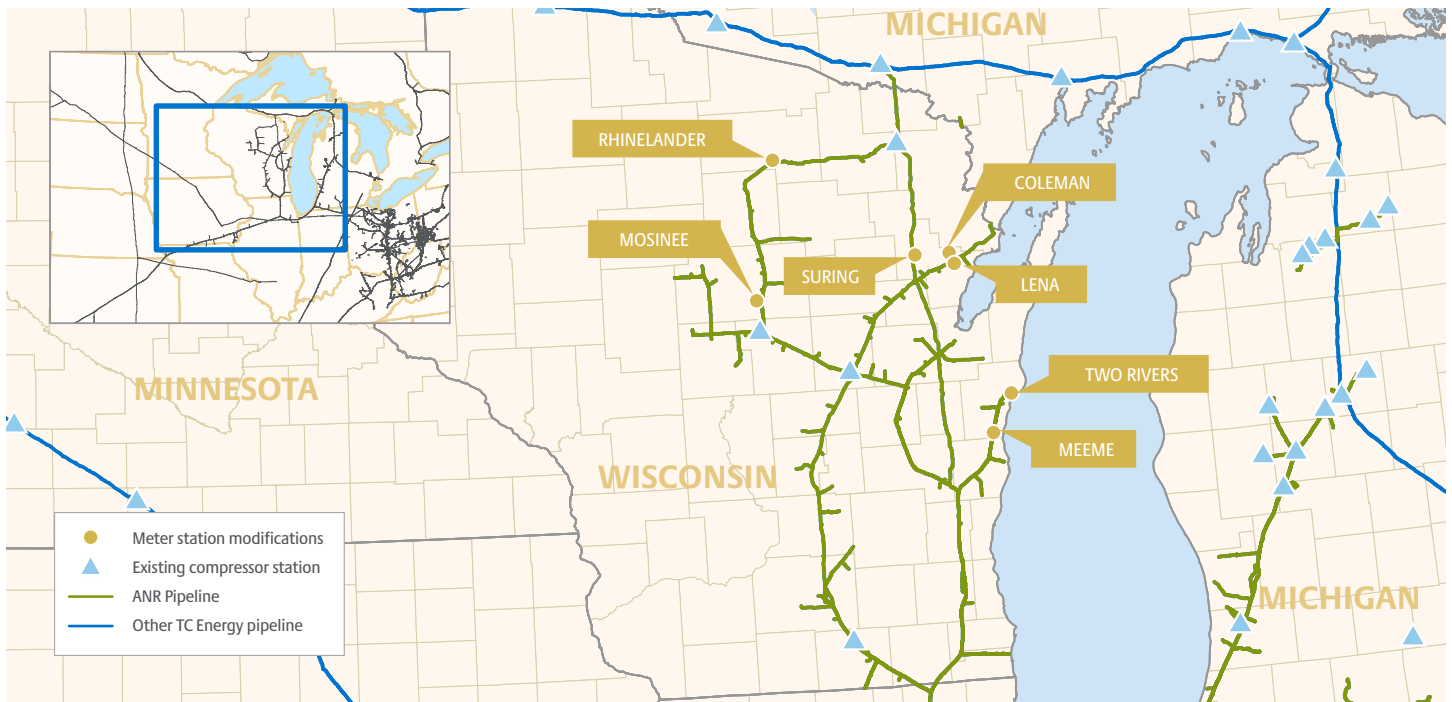 MICHIGAN
RHINELANDER
COLEMAN
MOSINEE
SURING
LENA
MINNESOTA
TWO RIVERS
MEEME
WISCONSIN
MICHIGAN
Meter station modifications
Existing compressor station
ANR Pipeline
Other TC Energy pipeline